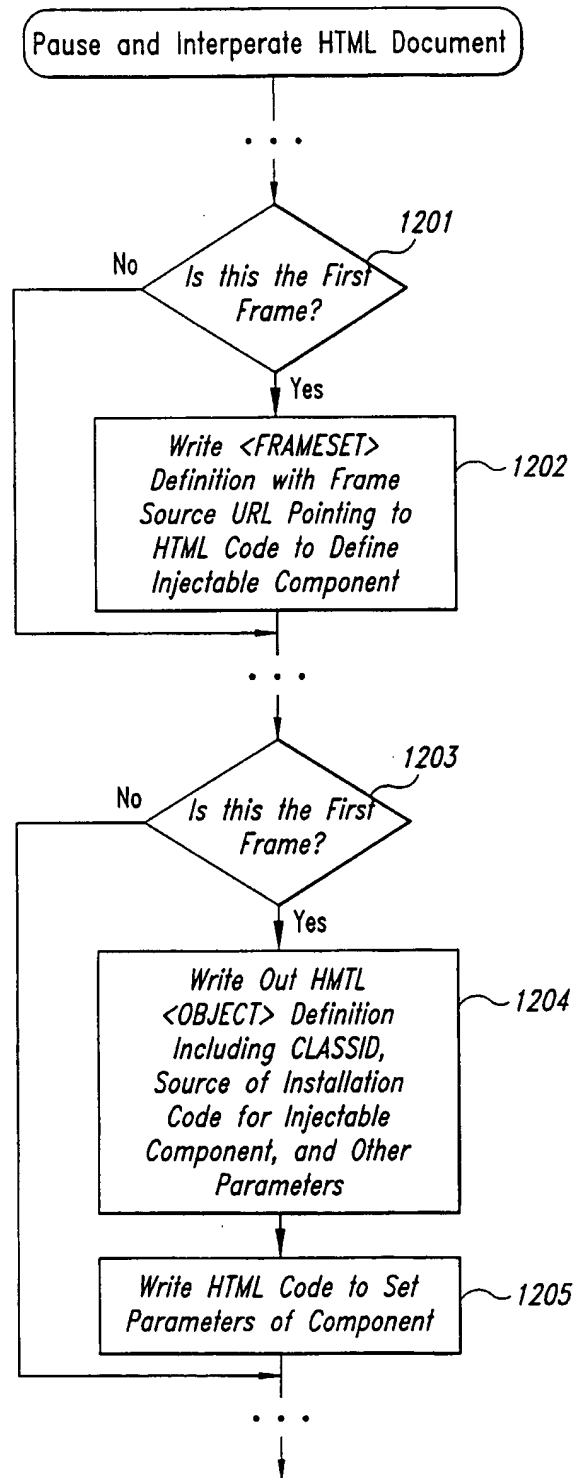 Pause and Interperate HTML Document
1201
No
Is this the First
Frame?
Yes
Write <FRAMESET>
Definition with Frame
Source URL Pointing to
HTML Code to Define
Injectable Component
1202
1203
No
Is this the First
Frame?
Yes
Write Out HMTL
<OBJECT> Definition
Including CLASSID,
Source of Installation
Code for Injectable
Component, and Other
Parameters
1204
Write HTML Code to Set
Parameters of Component
1205